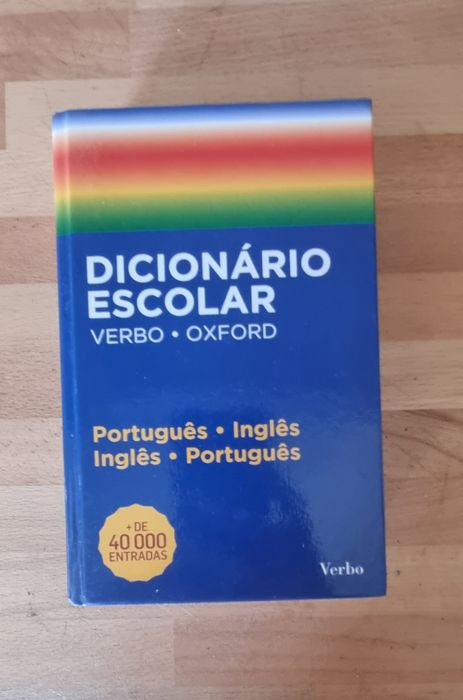 DICIONÁRIO
ESCOLAR
VERBO • OXFORD
Português • Inglês
Inglês • Português
+ DE
40 000
ENTRADAS
Verbo